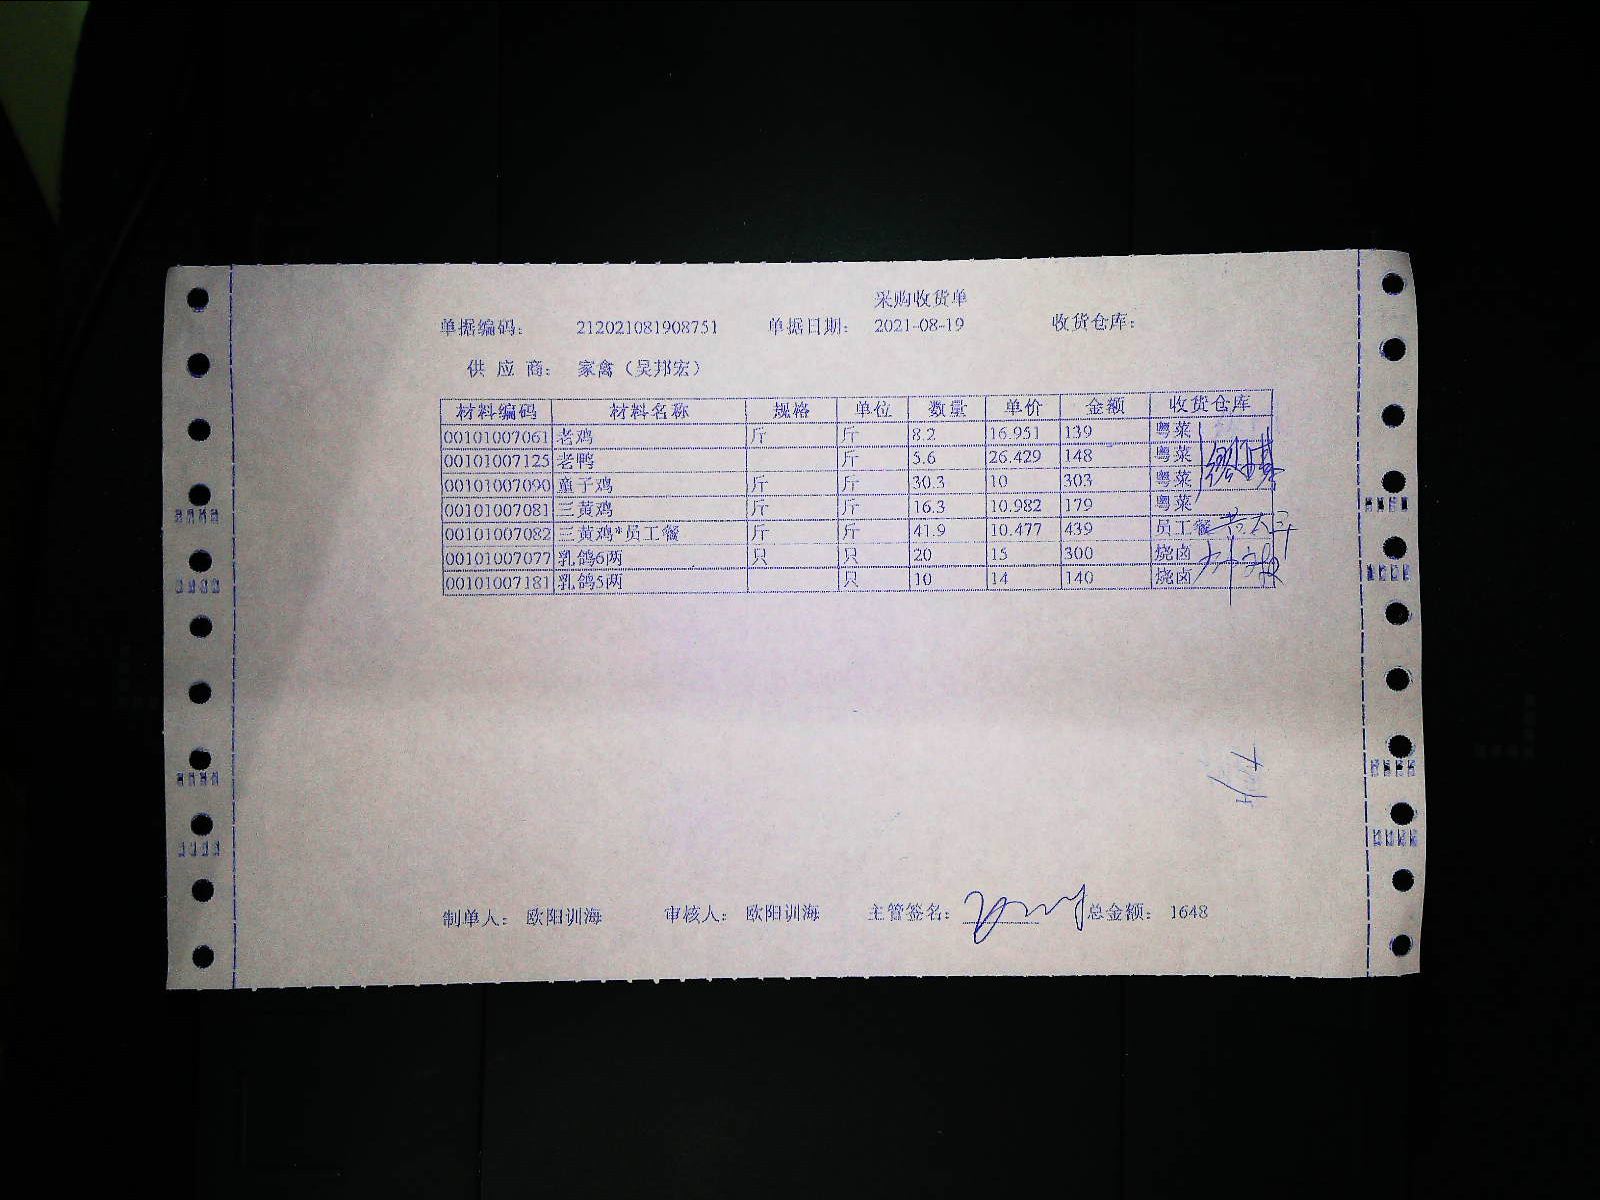 采购收货单
单据编码： 212021081908751 单据日期： 2021-08-19 收货仓库：
供 应 商： 家禽（吴邦宏）
材料编码 材料名称 规格 单位 数量 单价 金额 收货仓库
00101007061 老鸡 斤 斤 8.2 16.951 139 粤菜
00101007125 老鸭 斤 5.6 26.429 148 粤菜
00101007090 童子鸡 斤 斤 30.3 10 303 粤菜
00101007081 三黄鸡 斤 斤 16.3 10.982 179 粤菜
00101007082 三黄鸡*员工餐 斤 斤 41.9 10.477 439 员工餐
00101007077 乳鸽6两 只 只 20 15 300 烧卤
00101007181 乳鸽5两 只 10 14 140 烧卤
制单人： 欧阳训海 审核人： 欧阳训海 主管签名： 总金额： 1648